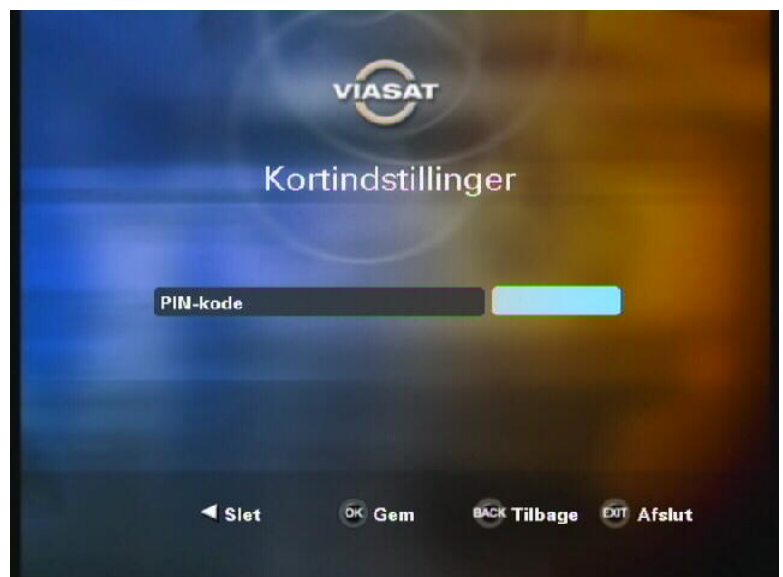 VIASAT
Kortindstillinger
PIN-kode
Slet OK Gem BACK Tilbage EXIT Afslut